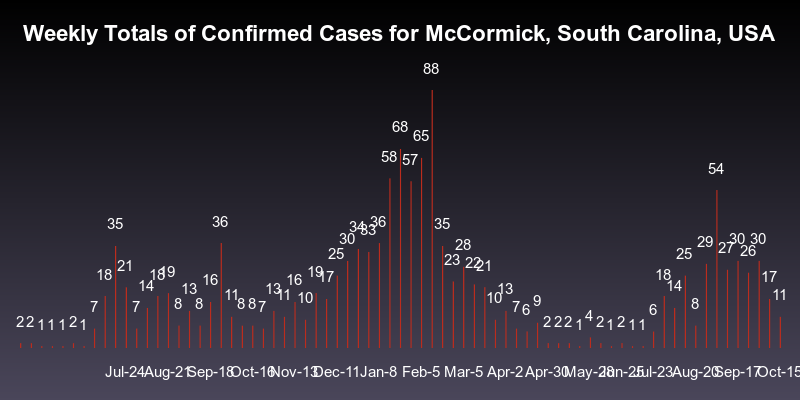 Weekly Totals of Confirmed Cases for McCormick, South Carolina, USA
2 2 1 1 1 2 1 7 18 35 21 7 14 18 19 8 13 8 16 36 11 8 8 7 13 11 16 10 19 17 25 30 34 33 36 58 68 57 65 88 35 23 28 22 21 10 13 7 6 9 2 2 2 1 4 2 1 2 1 1 6 18 14 25 8 29 54 27 30 26 30 17 11
Jul-24 Aug-21 Sep-18 Oct-16 Nov-13 Dec-11 Jan-8 Feb-5 Mar-5 Apr-2 Apr-30 May-28 Jun-25 Jul-23 Aug-20 Sep-17 Oct-15